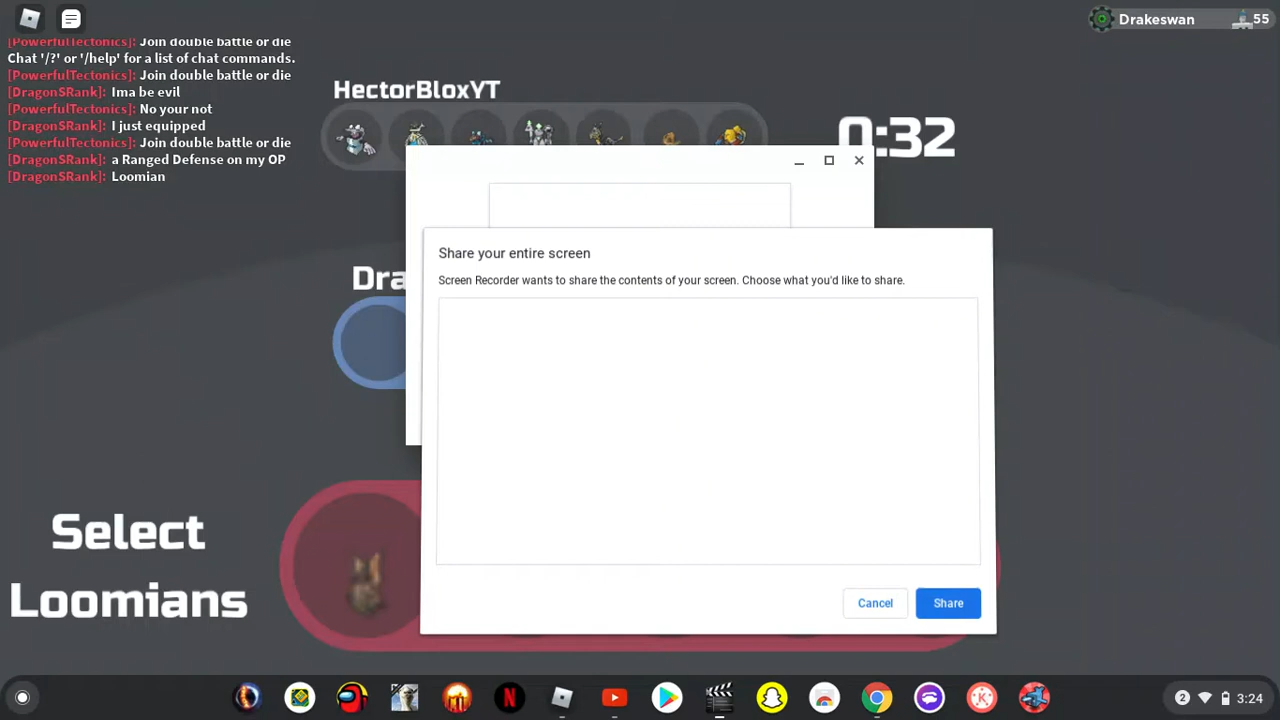 Drakeswan
55
[PowerfulTectonics]: Join double battle or die
Chat '/?' or '/help' for a list of chat commands.
[PowerfulTectonics]: Join double battle or die
[DragonSRank]: Ima be evil
[PowerfulTectonics]: No your not
[DragonSRank]: I just equipped
[PowerfulTectonics]: Join double battle or die
[DragonSRank]: a Ranged Defense on my OP
[DragonSRank]: Loomian
HectorBloxYT
0:32
Dra
Share your entire screen
Screen Recorder wants to share the contents of your screen. Choose what you'd like to share.
Cancel
Share
Select
Loomians
N
K
2
3:24